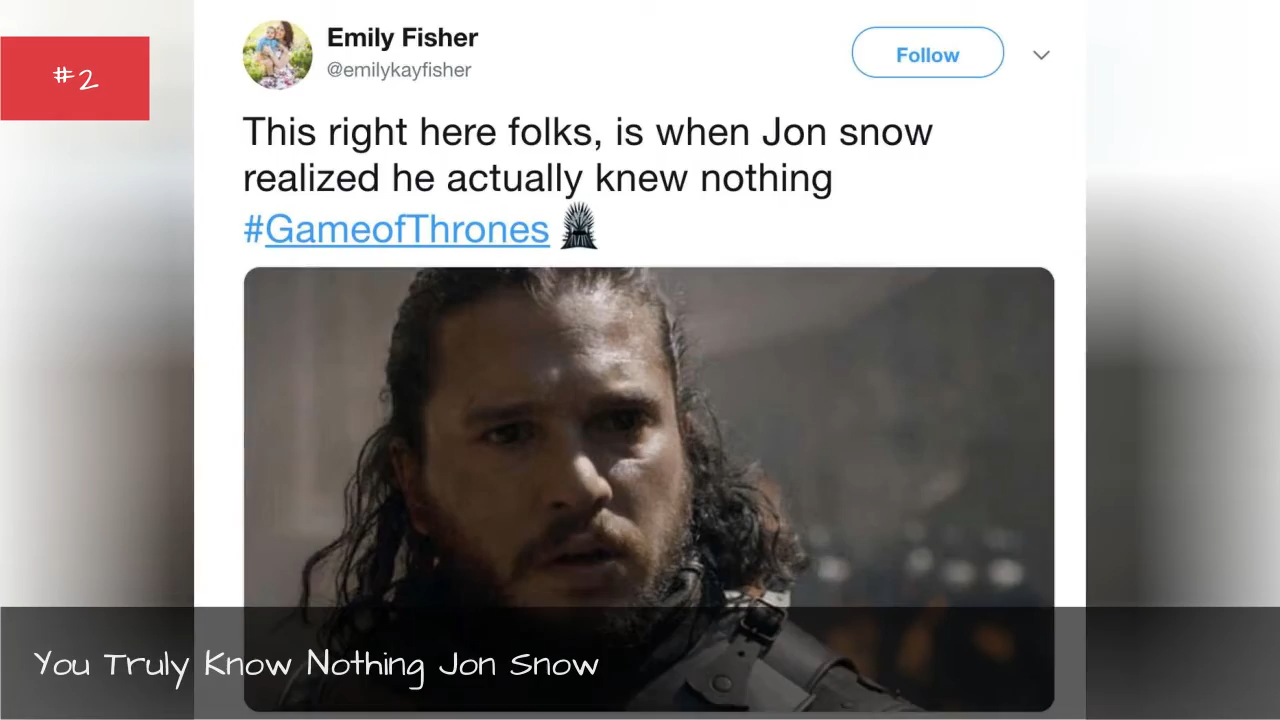 #2
Emily Fisher
@emilykayfisher
Follow
This right here folks, is when Jon snow
realized he actually knew nothing
#GameofThrones
You Truly Know Nothing Jon Snow